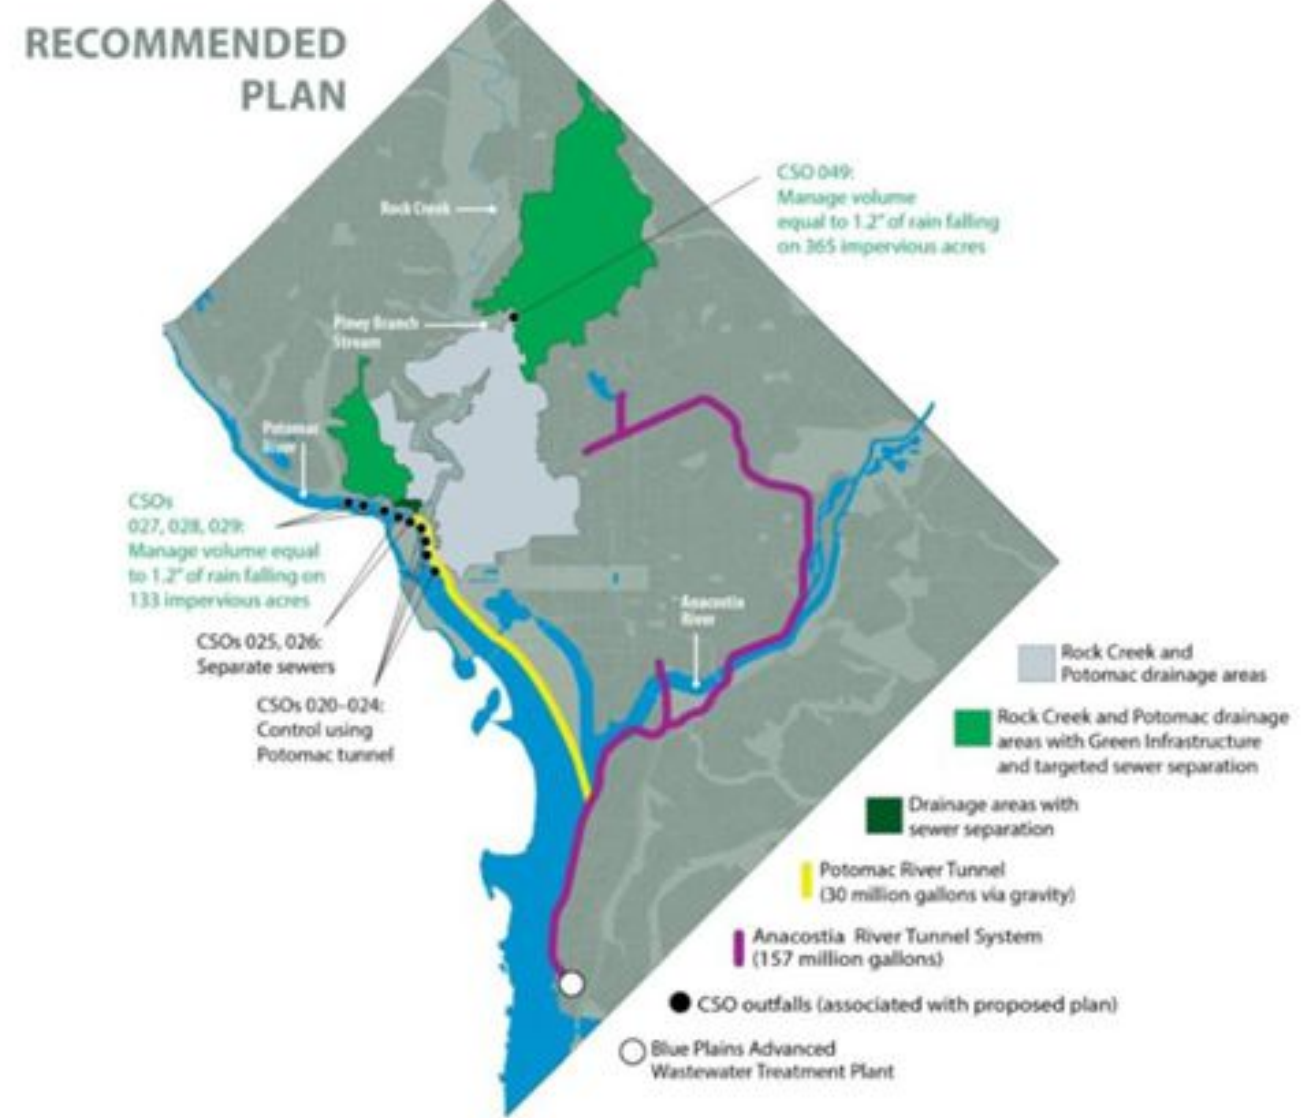 RECOMMENDED
PLAN
CSO 049:
Manage volume
equal to 1.2" of rain falling
on 365 impervious acres
Rock Creek
Piney Branch
Stream
Potomac
River
CSOs
027, 028, 029:
Manage volume equal
to 1.2" of rain falling on
133 impervious acres
CSOs 025, 026:
Separate sewers
CSOs 020-024:
Control using
Potomac tunnel
Anacostia
River
Rock Creek and
Potomac drainage areas
Rock Creek and Potomac drainage
areas with Green Infrastructure
and targeted sewer separation
Drainage areas with
sewer separation
Potomac River Tunnel
(30 million gallons via gravity)
Anacostia River Tunnel System
(157 million gallons)
CSO outfalls (associated with proposed plan)
Blue Plains Advanced
Wastewater Treatment Plant